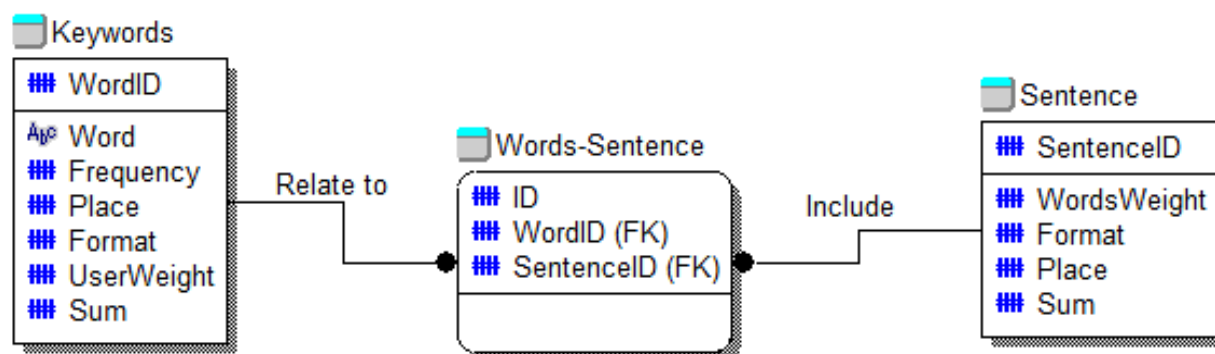 Keywords
WordID
Word
Frequency
Place
Format
UserWeight
Sum
Relate to
Words-Sentence
ID
WordID (FK)
SentenceID (FK)
Include
Sentence
SentenceID
WordsWeight
Format
Place
Sum